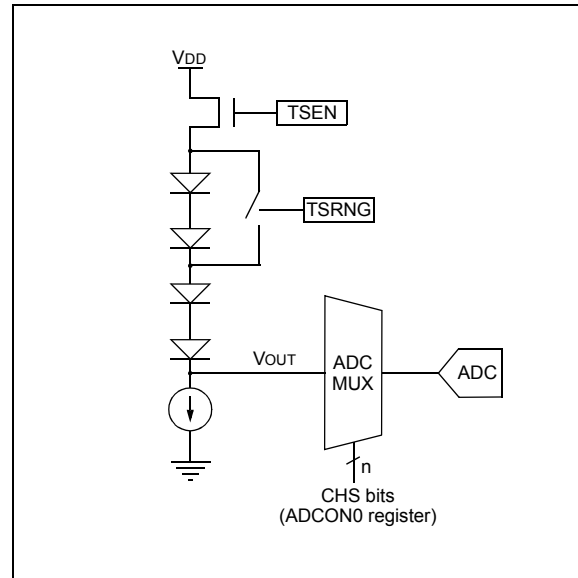 VDD
TSEN
TSRNG
VOUT
ADC
MUX
ADC
n
CHS bits
(ADCON0 register)